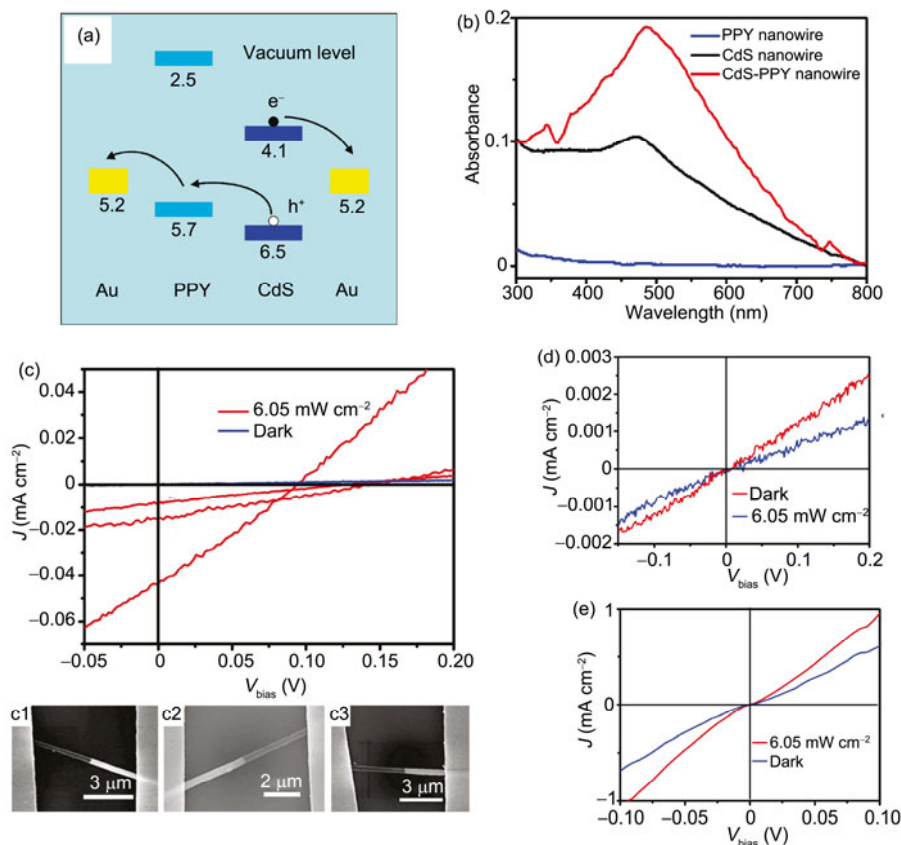 (a)
Vacuum level
2.5
e⁻
4.1
5.2
5.7
h⁺
6.5
5.2
Au
PPY
CdS
Au
(b)
PPY nanowire
CdS nanowire
CdS-PPY nanowire
Absorbance
0.2
0.1
0
300
400
500
600
700
800
Wavelength (nm)
(c)
6.05 mW cm⁻²
Dark
J (mA cm⁻²)
0.04
0.02
0
−0.02
−0.04
−0.06
−0.05
0
0.05
0.10
0.15
0.20
V_bias (V)
c1
3 μm
c2
2 μm
c3
3 μm
(d)
J (mA cm⁻²)
0.003
0.002
0.001
0
−0.001
−0.002
Dark
6.05 mW cm⁻²
−0.1
0
0.1
0.2
V_bias (V)
(e)
J (mA cm⁻²)
1
0
−1
6.05 mW cm⁻²
Dark
−0.10
−0.05
0
0.05
0.10
V_bias (V)